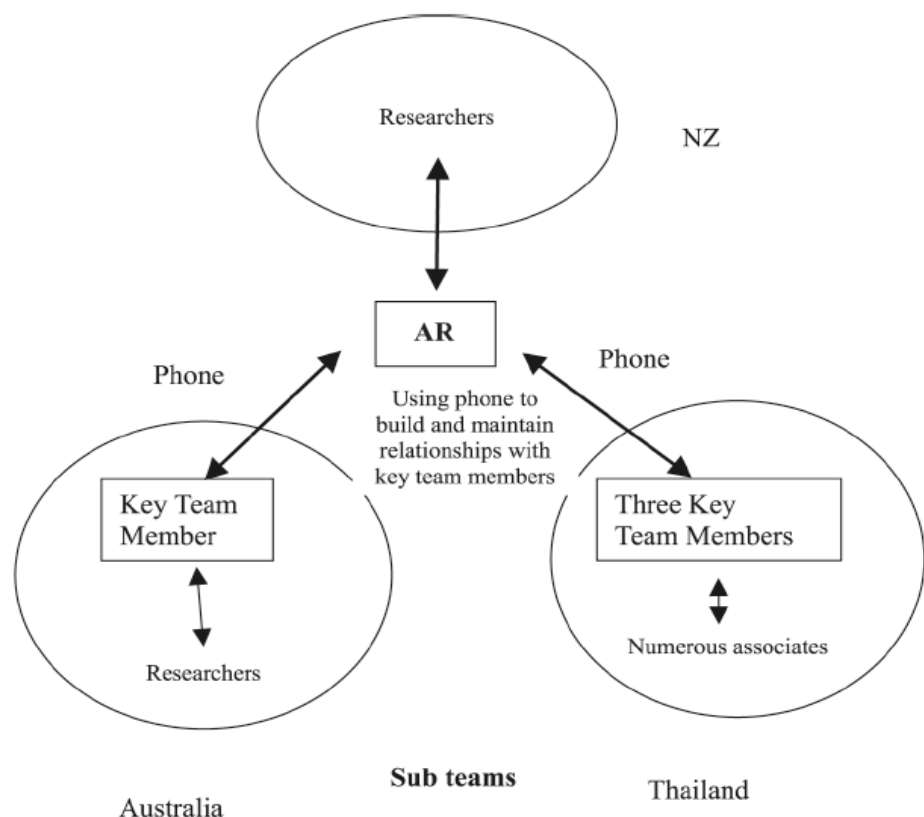 Researchers
NZ
AR
Phone
Phone
Using phone to
build and maintain
relationships with
key team members
Key Team
Member
Three Key
Team Members
Researchers
Numerous associates
Sub teams
Australia
Thailand